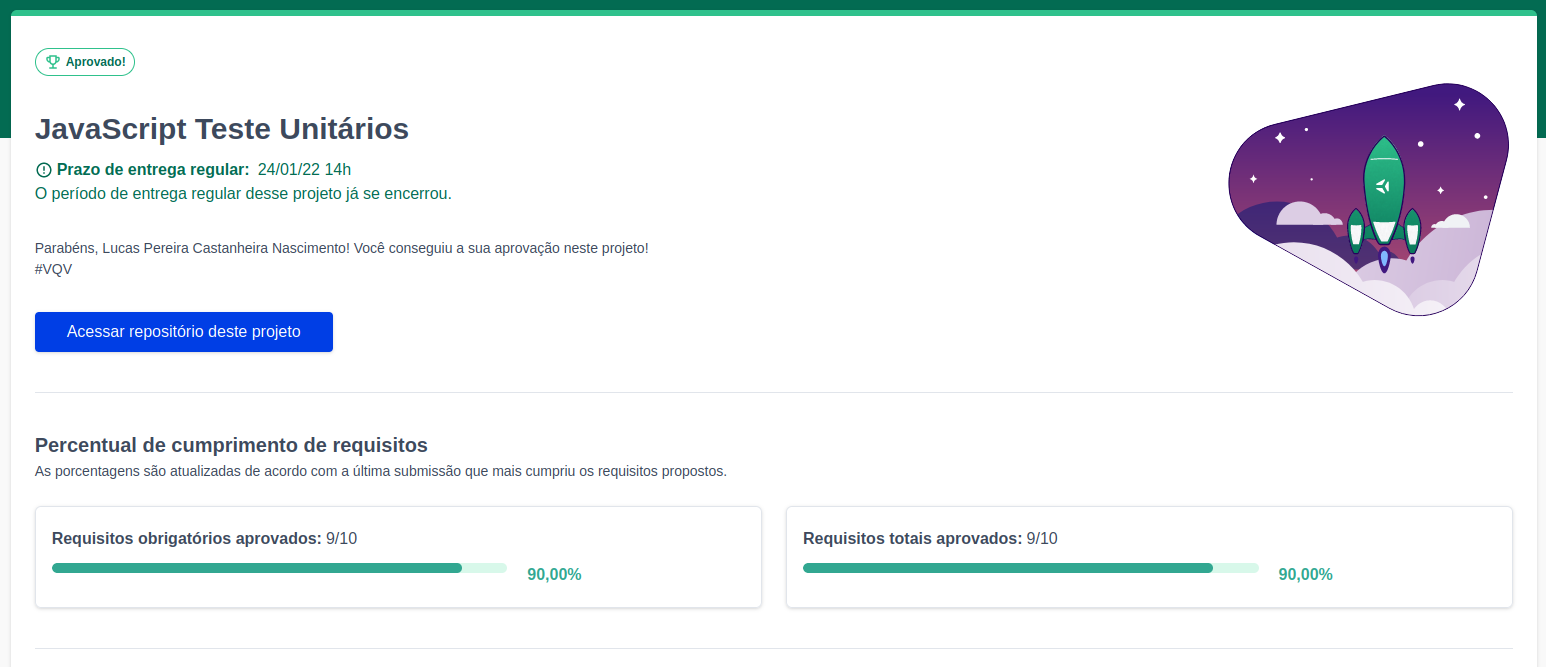 Aprovado!
JavaScript Teste Unitários
Prazo de entrega regular: 24/01/22 14h
O período de entrega regular desse projeto já se encerrou.
Parabéns, Lucas Pereira Castanheira Nascimento! Você conseguiu a sua aprovação neste projeto!
#VQV
Acessar repositório deste projeto
Percentual de cumprimento de requisitos
As porcentagens são atualizadas de acordo com a última submissão que mais cumpriu os requisitos propostos.
Requisitos obrigatórios aprovados: 9/10
90,00%
Requisitos totais aprovados: 9/10
90,00%